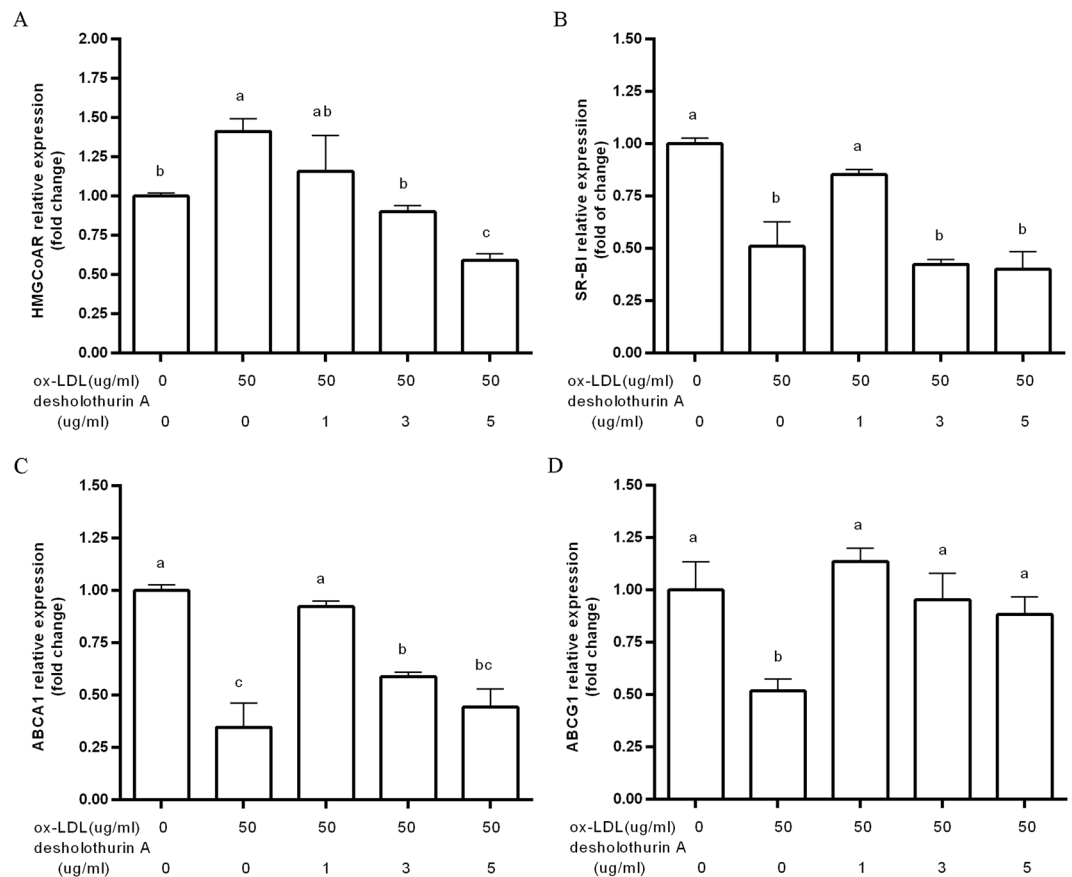 A
HMGCoAR relative expression
(fold change)
2.00
1.75
1.50
1.25
1.00
0.75
0.50
0.25
0.00
b
a
ab
b
c
ox-LDL(ug/ml) 0 50 50 50 50
desholothurin A
(ug/ml) 0 0 1 3 5
B
SR-BI relative expressiion
(fold of change)
1.50
1.25
1.00
0.75
0.50
0.25
0.00
a
b
a
b
b
ox-LDL(ug/ml) 0 50 50 50 50
desholothurin A
(ug/ml) 0 0 1 3 5
C
ABCA1 relative expression
(fold change)
1.50
1.25
1.00
0.75
0.50
0.25
0.00
a
c
a
b
bc
ox-LDL(ug/ml) 0 50 50 50 50
desholothurin A
(ug/ml) 0 0 1 3 5
D
ABCG1 relative expression
(fold change)
1.50
1.25
1.00
0.75
0.50
0.25
0.00
a
b
a
a
a
ox-LDL(ug/ml) 0 50 50 50 50
desholothurin A
(ug/ml) 0 0 1 3 5